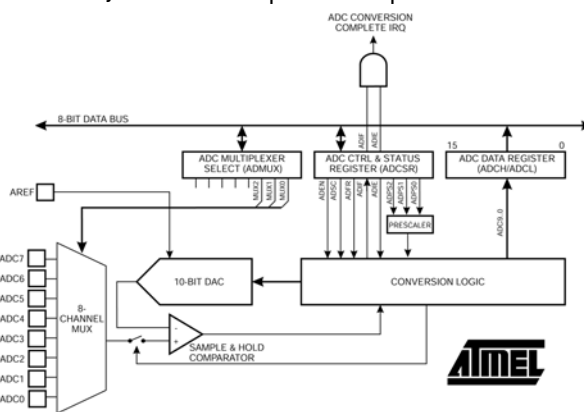 ADC CONVERSION
COMPLETE IRQ
8-BIT DATA BUS
ADIF
ADIE
15
0
ADC MULTIPLEXER
SELECT (ADMUX)
ADC CTRL & STATUS
REGISTER (ADCSR)
ADC DATA REGISTER
(ADCH/ADCL)
MUX2
MUX1
MUX0
ADEN
ADSC
ADFR
ADIF
ADIE
ADPS2
ADPS1
ADPS0
ADC9..0
AREF
PRESCALER
ADC7
ADC6
ADC5
ADC4
ADC3
ADC2
ADC1
ADC0
8-
CHANNEL
MUX
10-BIT DAC
CONVERSION LOGIC
-
+
SAMPLE & HOLD
COMPARATOR
ATMEL